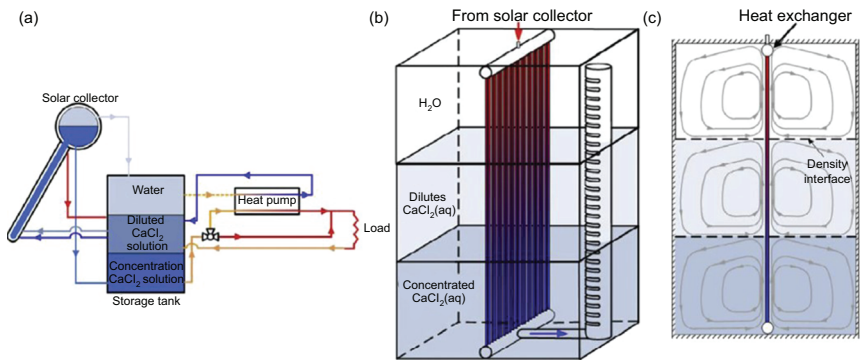 (a)
Solar collector
Water
Diluted
CaCl₂
solution
Concentration
CaCl₂ solution
Storage tank
Heat pump
Load
(b)
From solar collector
H₂O
Dilutes
CaCl₂(aq)
Concentrated
CaCl₂(aq)
(c)
Heat exchanger
Density
interface